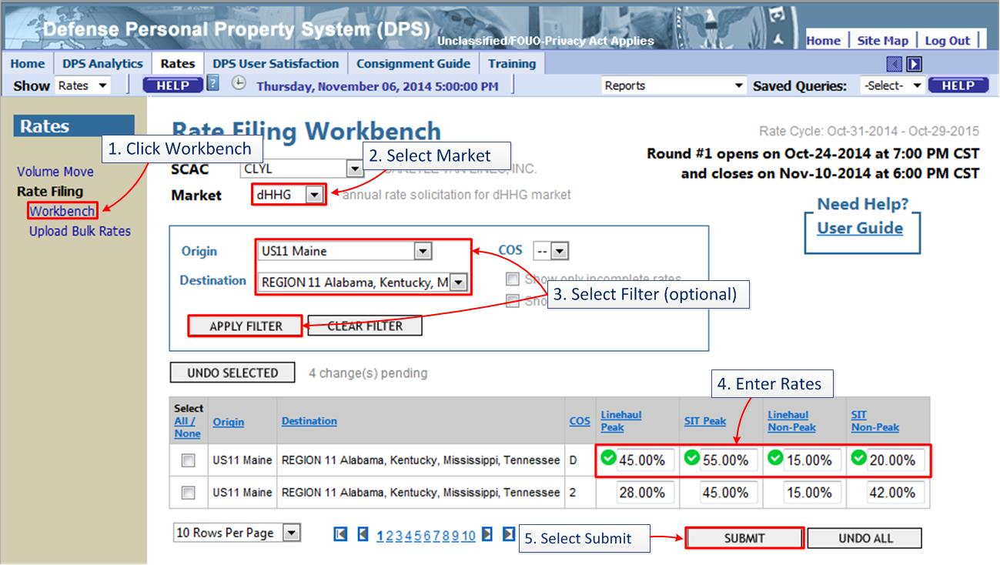 Defense Personal Property System (DPS)
Unclassified/FOUO-Privacy Act Applies
Home | Site Map | Log Out
Home DPS Analytics Rates DPS User Satisfaction Consignment Guide Training
Show Rates HELP ? Thursday, November 06, 2014 5:00:00 PM Reports Saved Queries: -Select- HELP
Rates
Volume Move
Rate Filing
Workbench
Upload Bulk Rates
1. Click Workbench
Rate Filing Workbench
Rate Cycle: Oct-31-2014 - Oct-29-2015
Round #1 opens on Oct-24-2014 at 7:00 PM CST
and closes on Nov-10-2014 at 6:00 PM CST
2. Select Market
SCAC CLYL VAN LINES, INC.
Market dHHG annual rate solicitation for dHHG market
Need Help?
User Guide
Origin US11 Maine COS --
Destination REGION 11 Alabama, Kentucky, M
Show only incomplete rates
3. Select Filter (optional)
APPLY FILTER CLEAR FILTER
UNDO SELECTED 4 change(s) pending
4. Enter Rates
Select All / None Origin Destination COS Linehaul Peak SIT Peak Linehaul Non-Peak SIT Non-Peak
US11 Maine REGION 11 Alabama, Kentucky, Mississippi, Tennessee D 45.00% 55.00% 15.00% 20.00%
US11 Maine REGION 11 Alabama, Kentucky, Mississippi, Tennessee 2 28.00% 45.00% 15.00% 42.00%
10 Rows Per Page 1 2 3 4 5 6 7 8 9 10
5. Select Submit
SUBMIT UNDO ALL